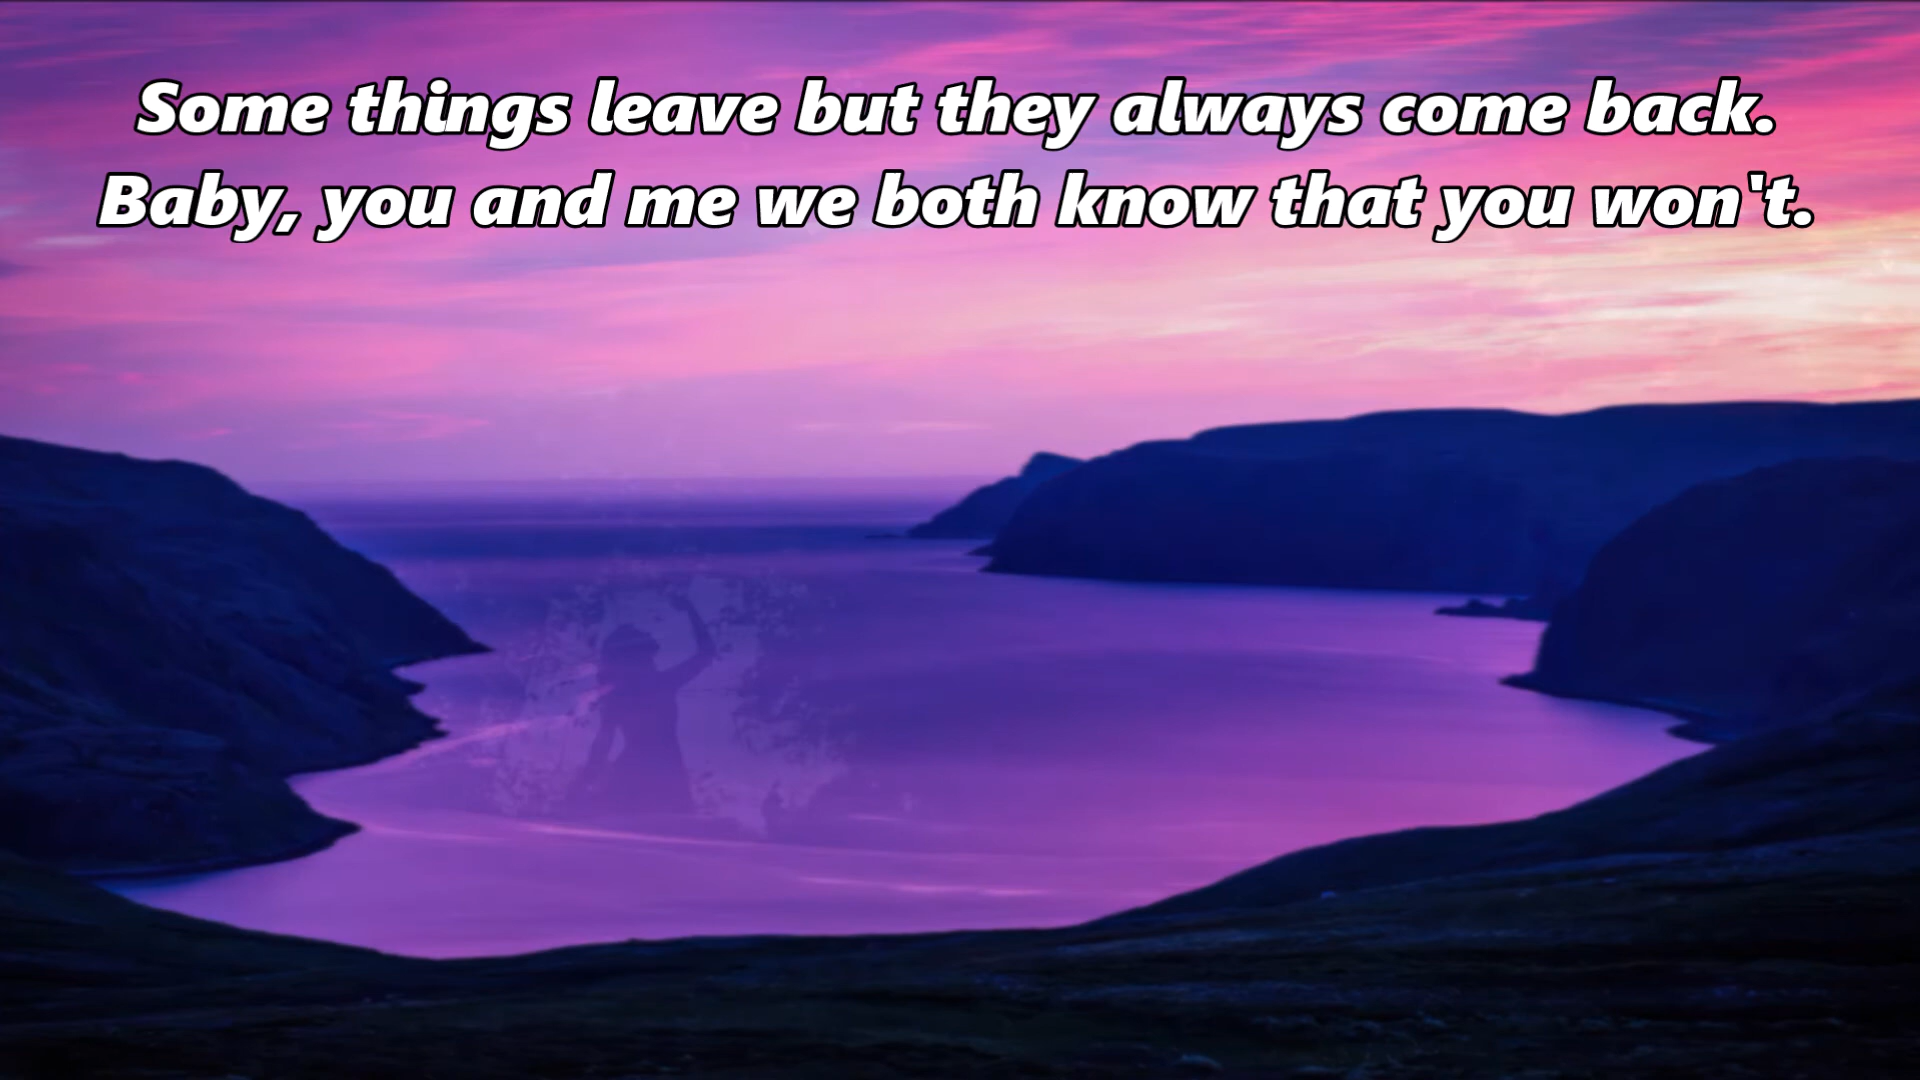 Some things leave but they always come back.
Baby, you and me we both know that you won't.